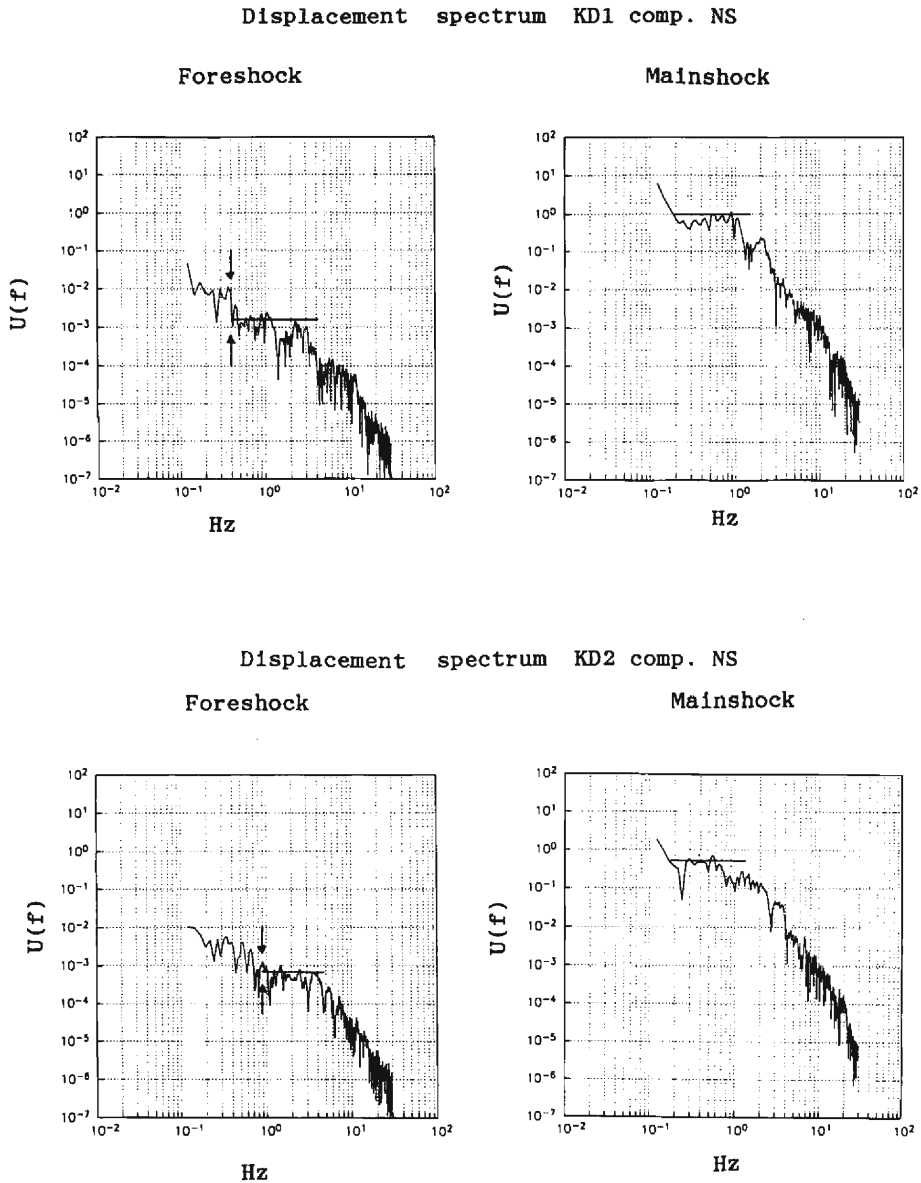 Displacement spectrum KD1 comp. NS
Foreshock Mainshock
10² 10²
10¹ 10¹
10⁰ 10⁰
10⁻¹ 10⁻¹
10⁻² 10⁻²
10⁻³ 10⁻³
10⁻⁴ 10⁻⁴
10⁻⁵ 10⁻⁵
10⁻⁶ 10⁻⁶
10⁻⁷ 10⁻⁷
U(f) U(f)
10⁻² 10⁻¹ 10⁰ 10¹ 10² 10⁻² 10⁻¹ 10⁰ 10¹ 10²
Hz Hz
Displacement spectrum KD2 comp. NS
Foreshock Mainshock
10² 10²
10¹ 10¹
10⁰ 10⁰
10⁻¹ 10⁻¹
10⁻² 10⁻²
10⁻³ 10⁻³
10⁻⁴ 10⁻⁴
10⁻⁵ 10⁻⁵
10⁻⁶ 10⁻⁶
10⁻⁷ 10⁻⁷
U(f) U(f)
10⁻² 10⁻¹ 10⁰ 10¹ 10² 10⁻² 10⁻¹ 10⁰ 10¹ 10²
Hz Hz